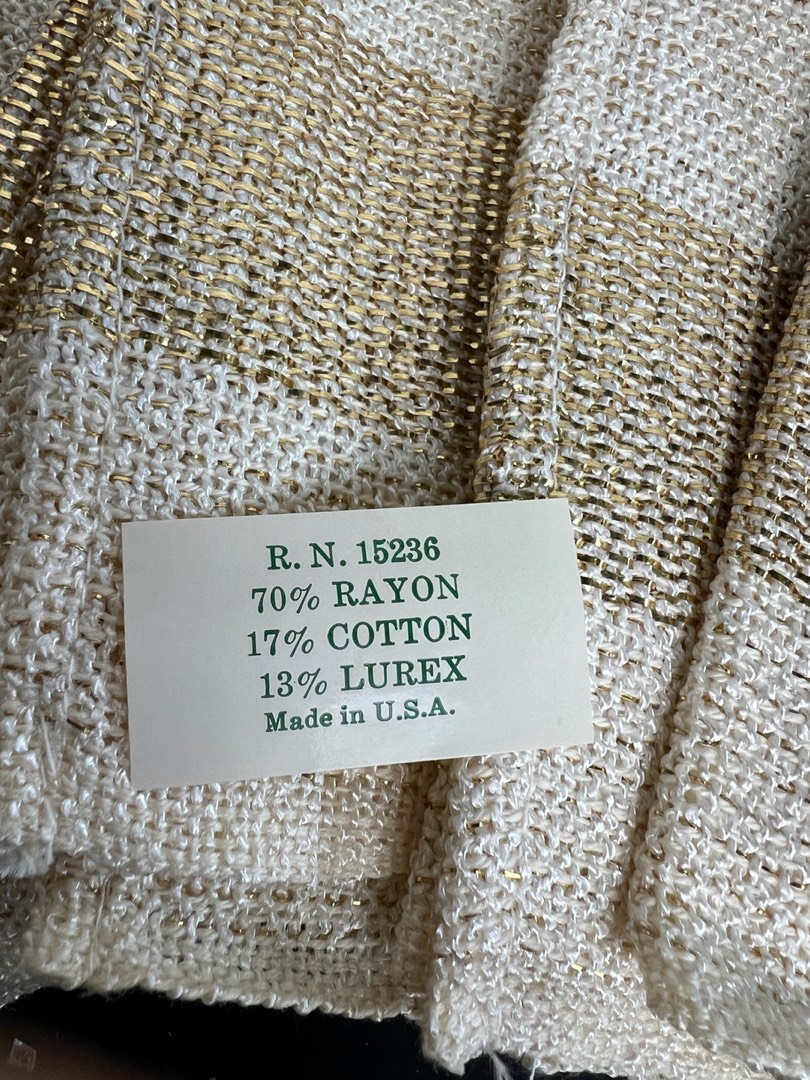 R. N. 15236
70% RAYON
17% COTTON
13% LUREX
Made in U.S.A.